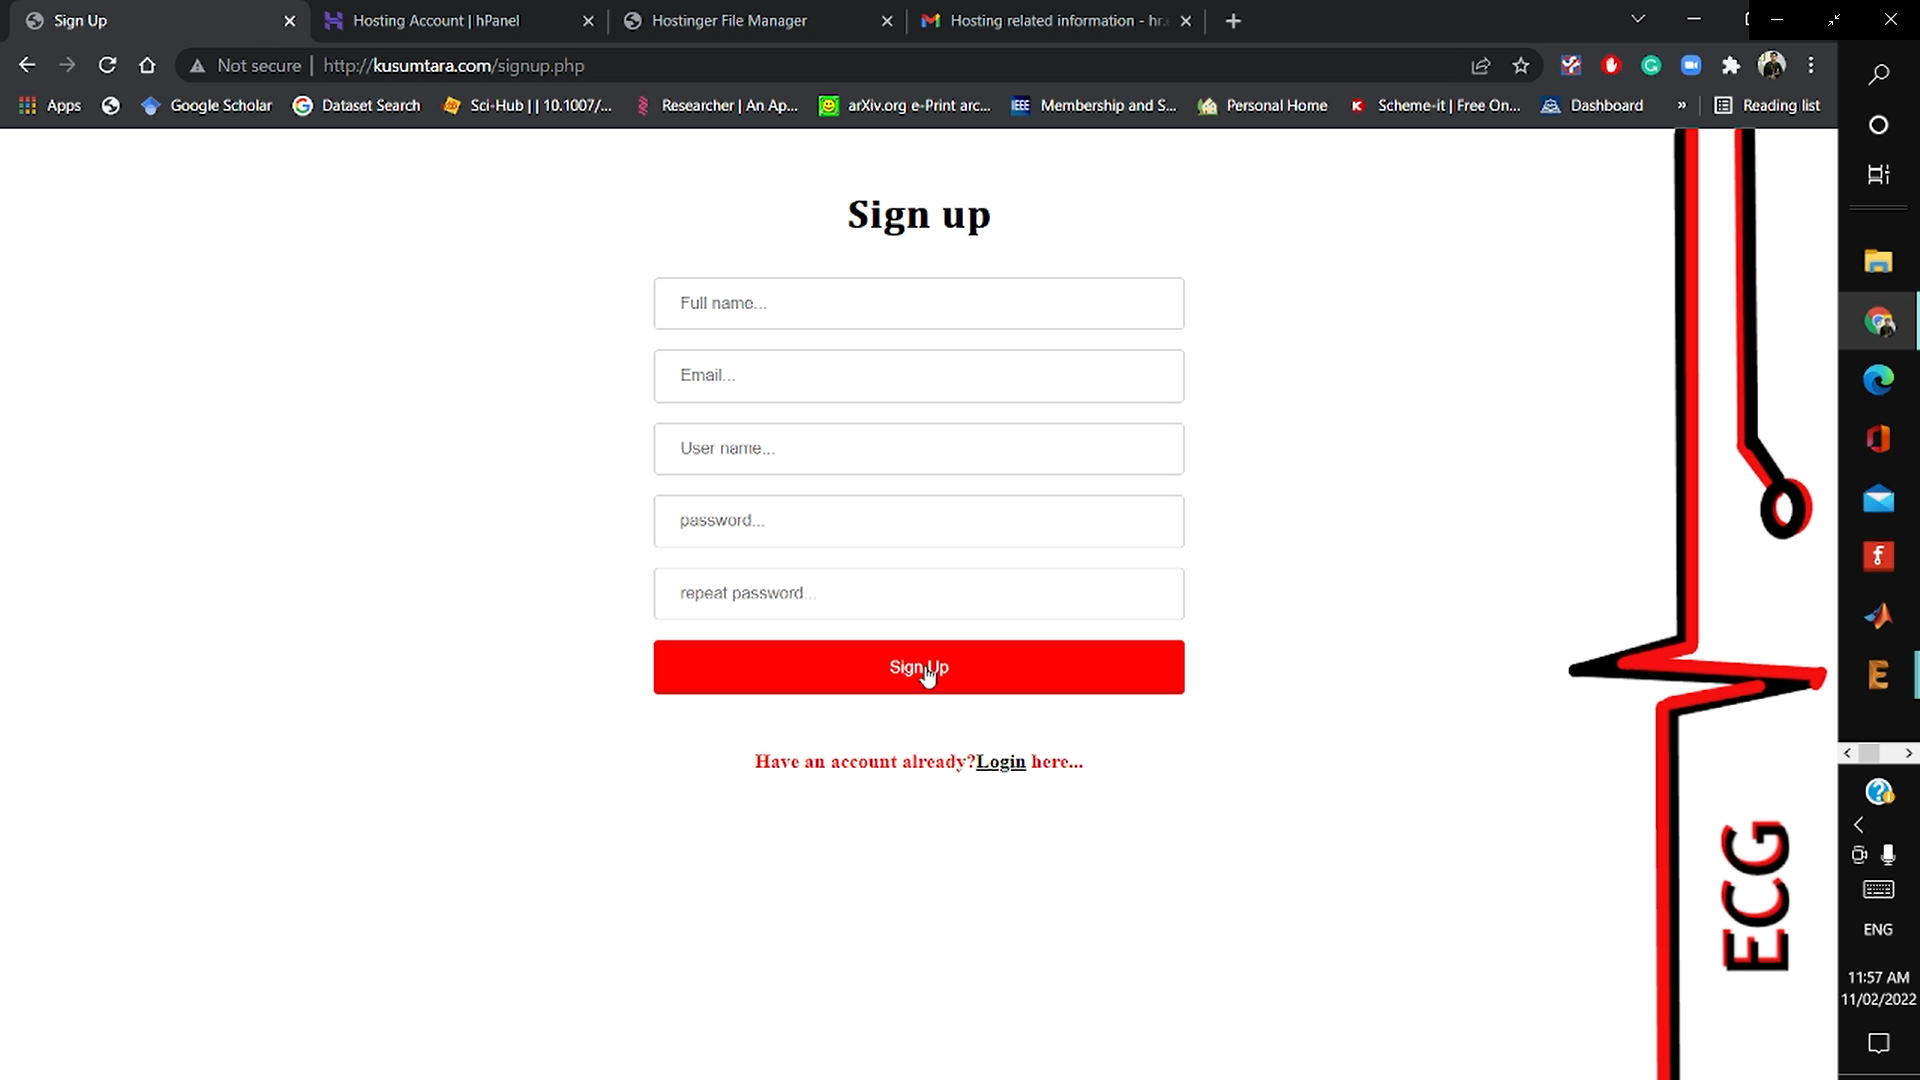 Sign Up
Hosting Account | hPanel
Hostinger File Manager
Hosting related information - hr.
Not secure
http://kusumtara.com/signup.php
Apps
Google Scholar
Dataset Search
Sci-Hub | | 10.1007/...
Researcher | An Ap...
arXiv.org e-Print arc...
IEEE
Membership and S...
Personal Home
Scheme-it | Free On...
Dashboard
»
Reading list
Sign up
Full name...
Email...
User name...
password...
repeat password...
Sign Up
Have an account already?Login here...
ECG
ENG
11:57 AM
11/02/2022